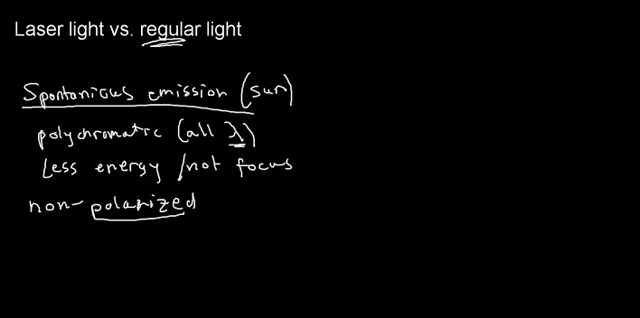 Laser light vs. regular light
Spontanious emission (sun)
polychromatic (all λ)
Less energy /not focus
non-polarized